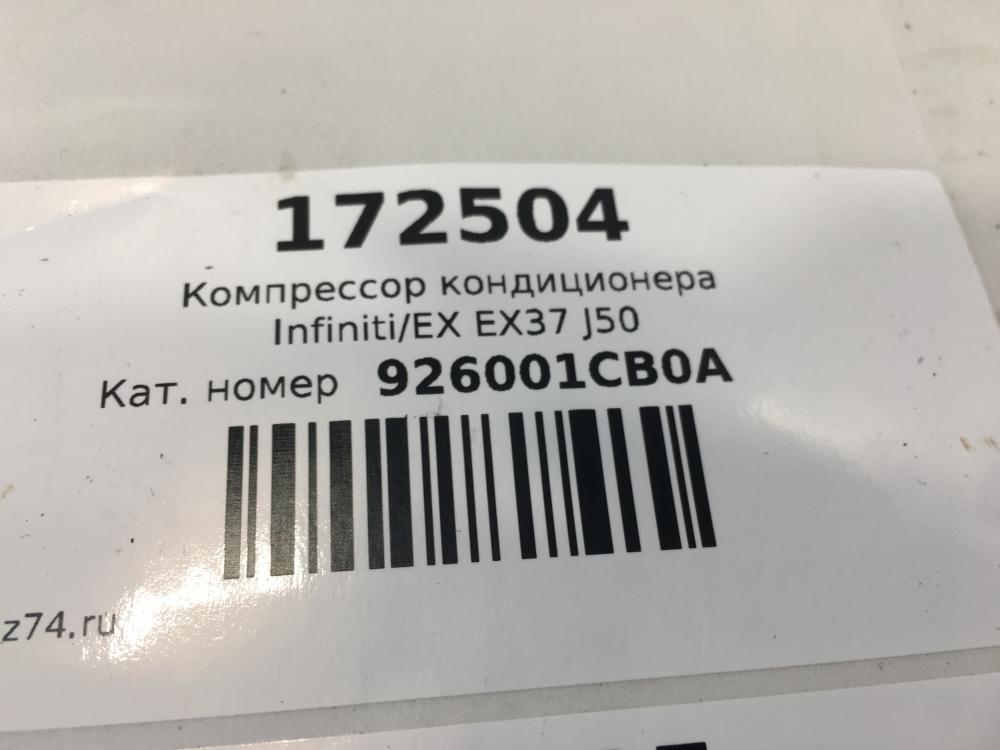 172504
Компрессор кондиционера
Infiniti/EX EX37 J50
Кат. номер 926001CB0A
z74.ru